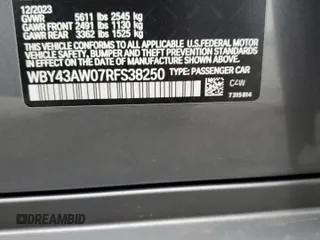 12/2023
GVWR 5611 lbs 2545 kg
GAWR FRONT 2491 lbs 1130 kg
GAWR REAR 3362 lbs 1525 kg
THIS VEHICLE CONFORMS TO ALL APPLICABLE U.S. FEDERAL MOTOR VEHICLE
SAFETY, BUMPER, AND THEFT PREVENTION STANDARDS IN EFFECT ON THE
DATE OF MANUFACTURE SHOWN ABOVE.
WBY43AW07RFS38250 TYPE: PASSENGER CAR
C4W
7315814
DREAMBID